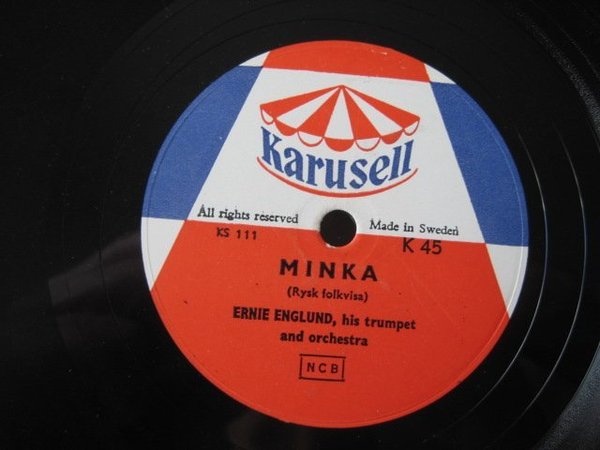 Karusell
All rights reserved
Made in Sweden
KS 111
K 45
MINKA
(Rysk folkvisa)
ERNIE ENGLUND, his trumpet
and orchestra
NCB